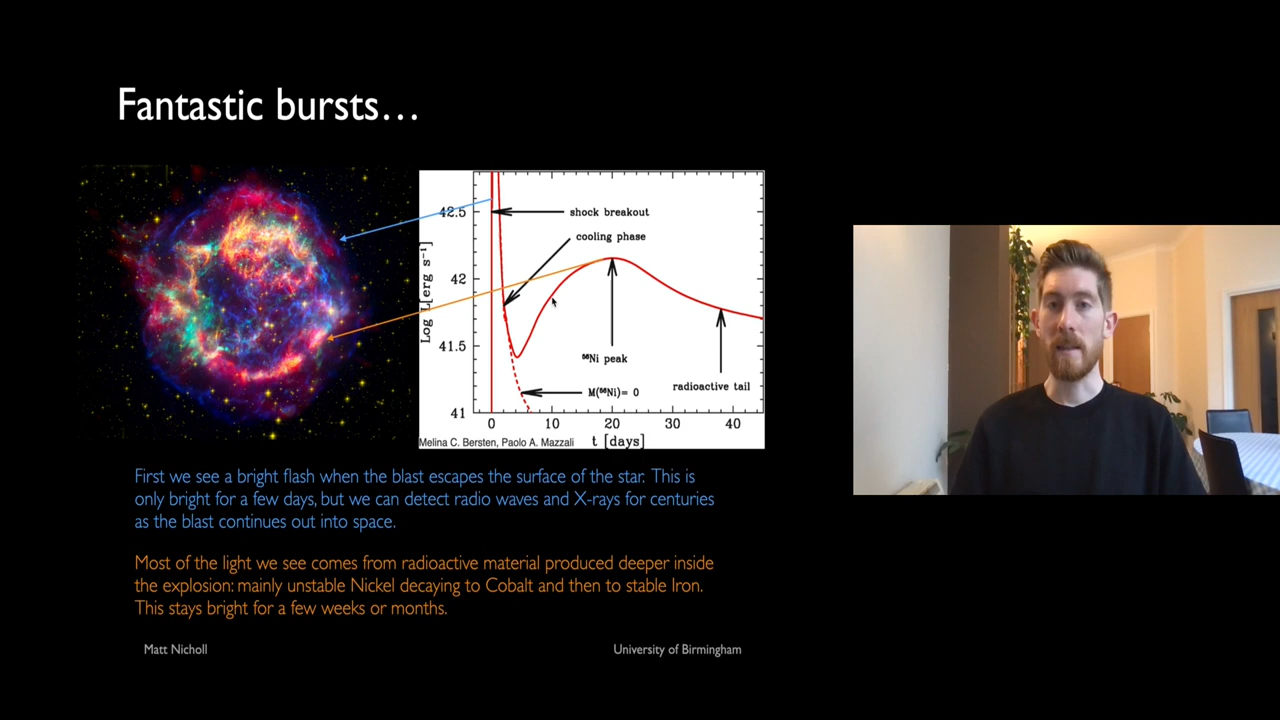 Fantastic bursts…
42.5
42
41.5
41
Log L[erg s⁻¹]
shock breakout
cooling phase
⁵⁶Ni peak
radioactive tail
M(⁵⁶Ni)= 0
0 10 20 30 40
Melina C. Bersten, Paolo A. Mazzali t [days]
First we see a bright flash when the blast escapes the surface of the star. This is
only bright for a few days, but we can detect radio waves and X-rays for centuries
as the blast continues out into space.
Most of the light we see comes from radioactive material produced deeper inside
the explosion: mainly unstable Nickel decaying to Cobalt and then to stable Iron.
This stays bright for a few weeks or months.
Matt Nicholl
University of Birmingham